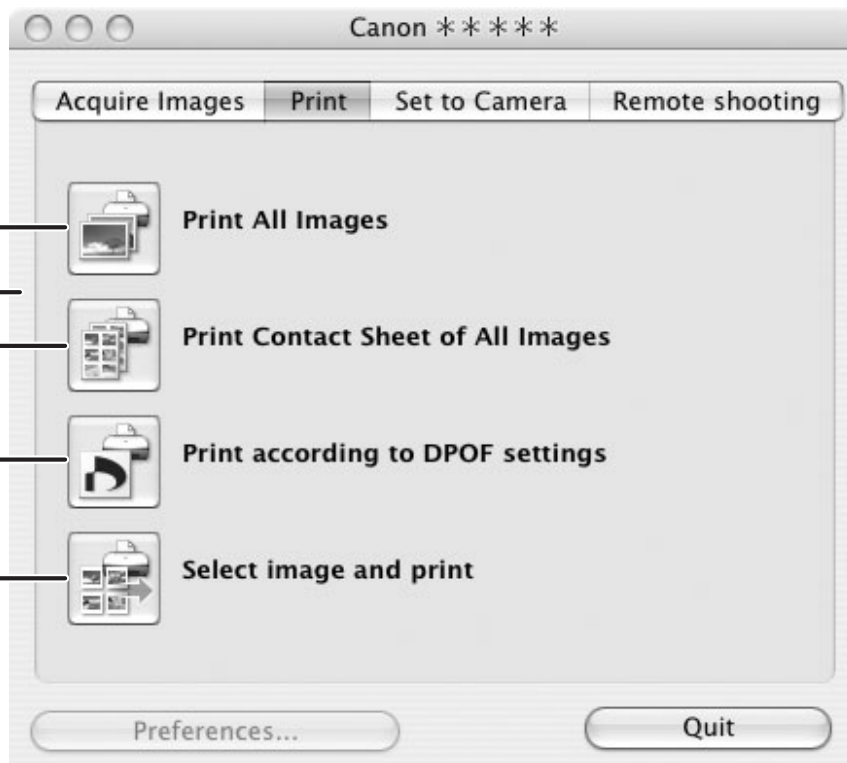 Canon *****
Acquire Images Print Set to Camera Remote shooting
Print All Images
Print Contact Sheet of All Images
Print according to DPOF settings
Select image and print
Preferences... Quit